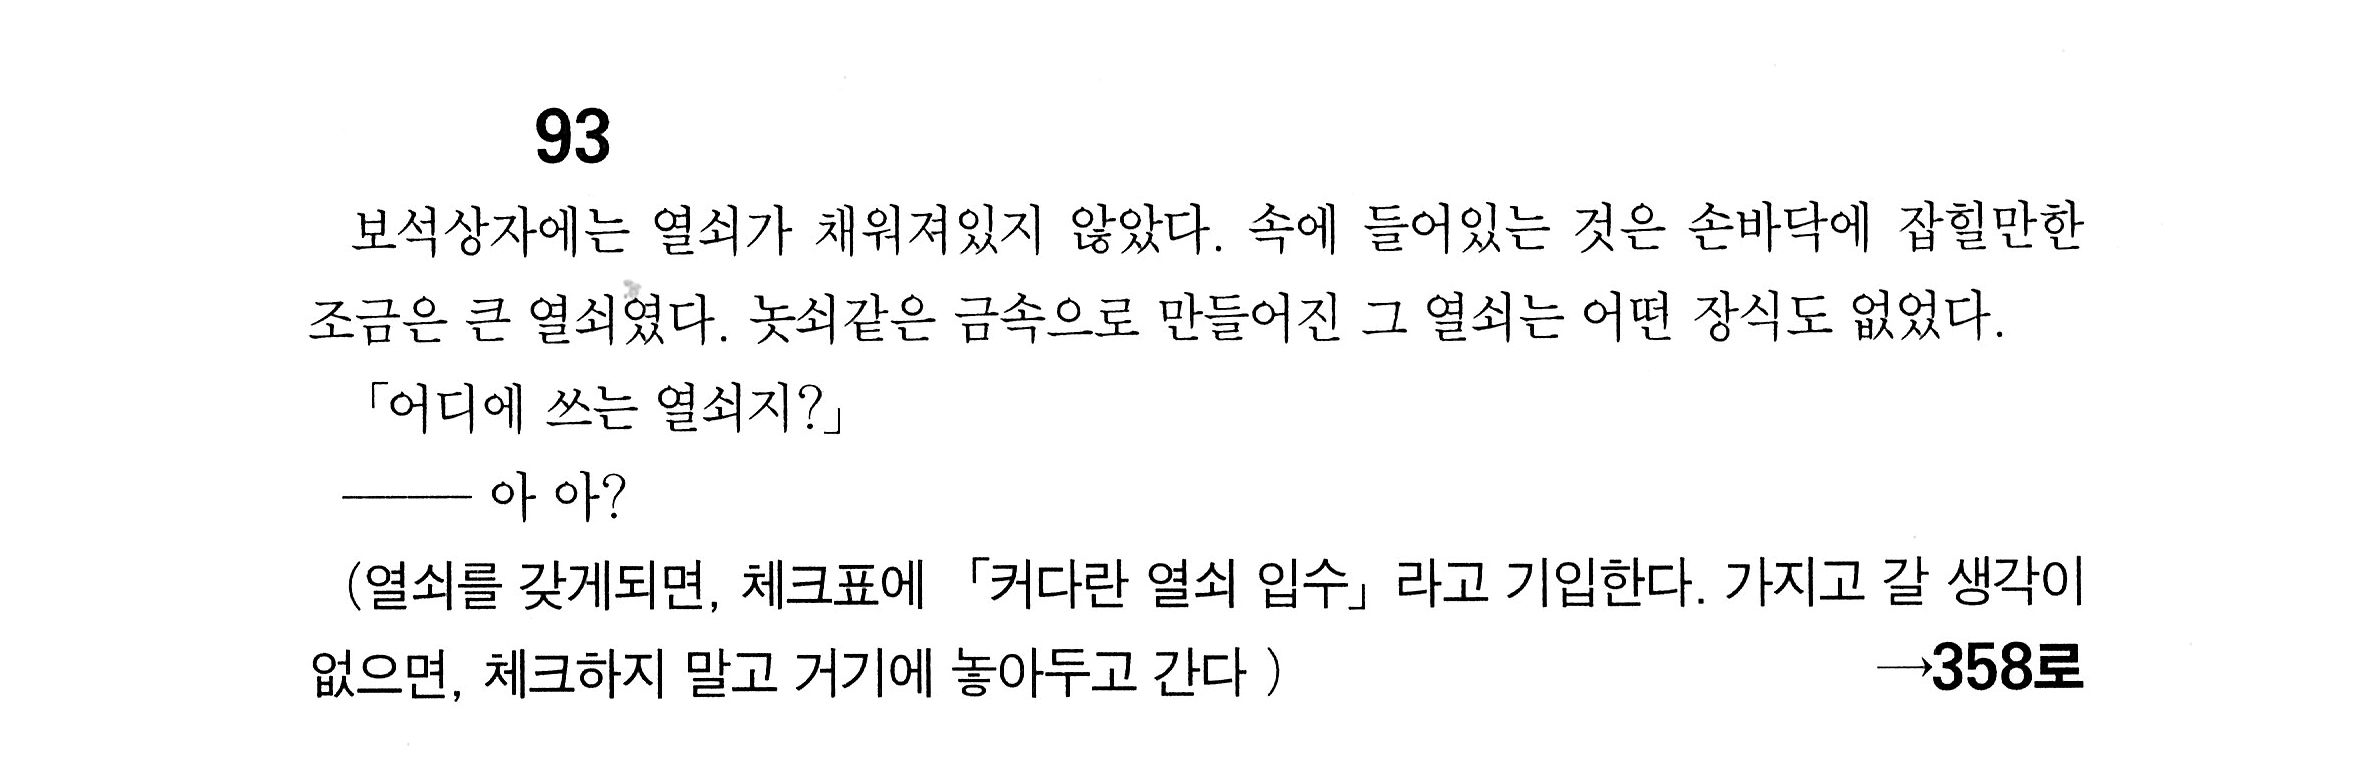 93
보석상자에는 열쇠가 채워져있지 않았다. 속에 들어있는 것은 손바닥에 잡힐만한
조금은 큰 열쇠였다. 놋쇠같은 금속으로 만들어진 그 열쇠는 어떤 장식도 없었다.
「어디에 쓰는 열쇠지?」
―― 아 아?
(열쇠를 갖게되면, 체크표에 「커다란 열쇠 입수」라고 기입한다. 가지고 갈 생각이
없으면, 체크하지 말고 거기에 놓아두고 간다 ) →358로